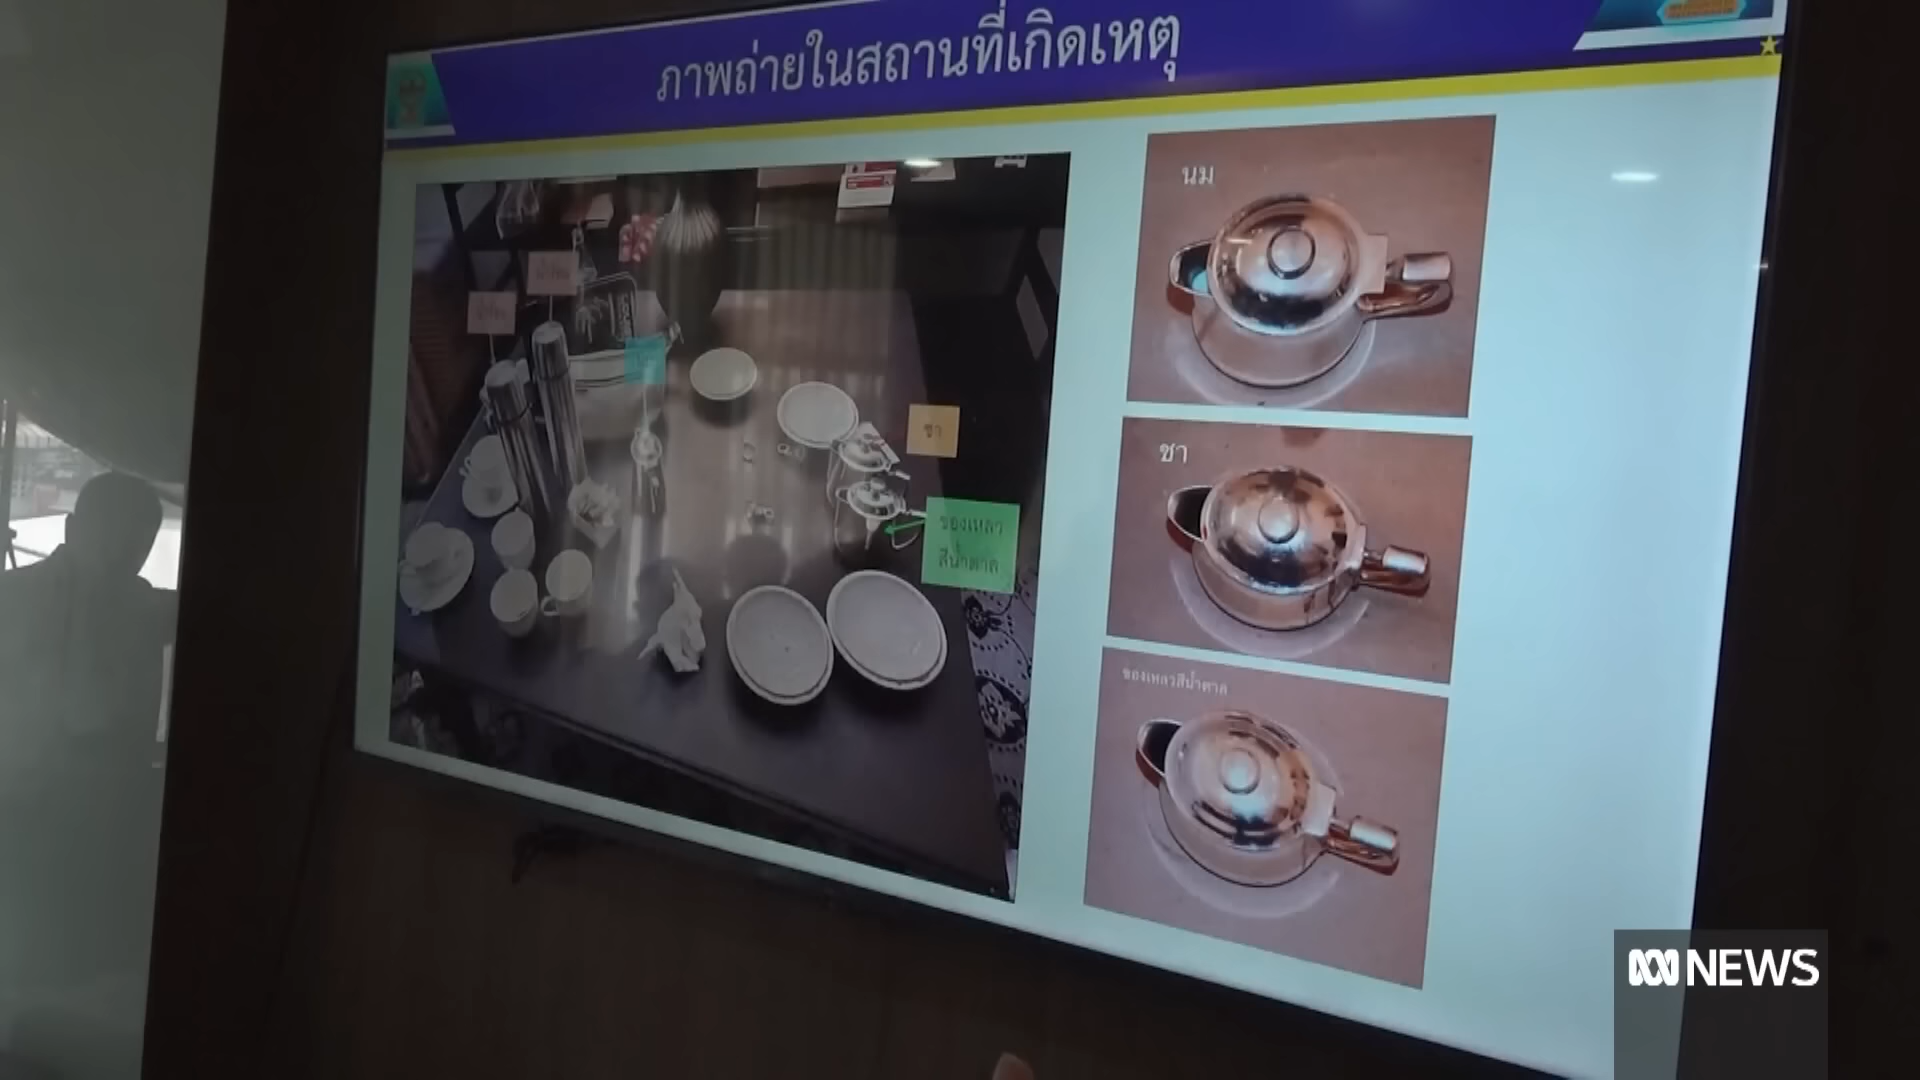 ภาพถ่ายในสถานที่เกิดเหตุ
นม
ชา
ชา
ของเหลว
สีน้ำตาล
ของเหลวสีน้ำตาล
NEWS